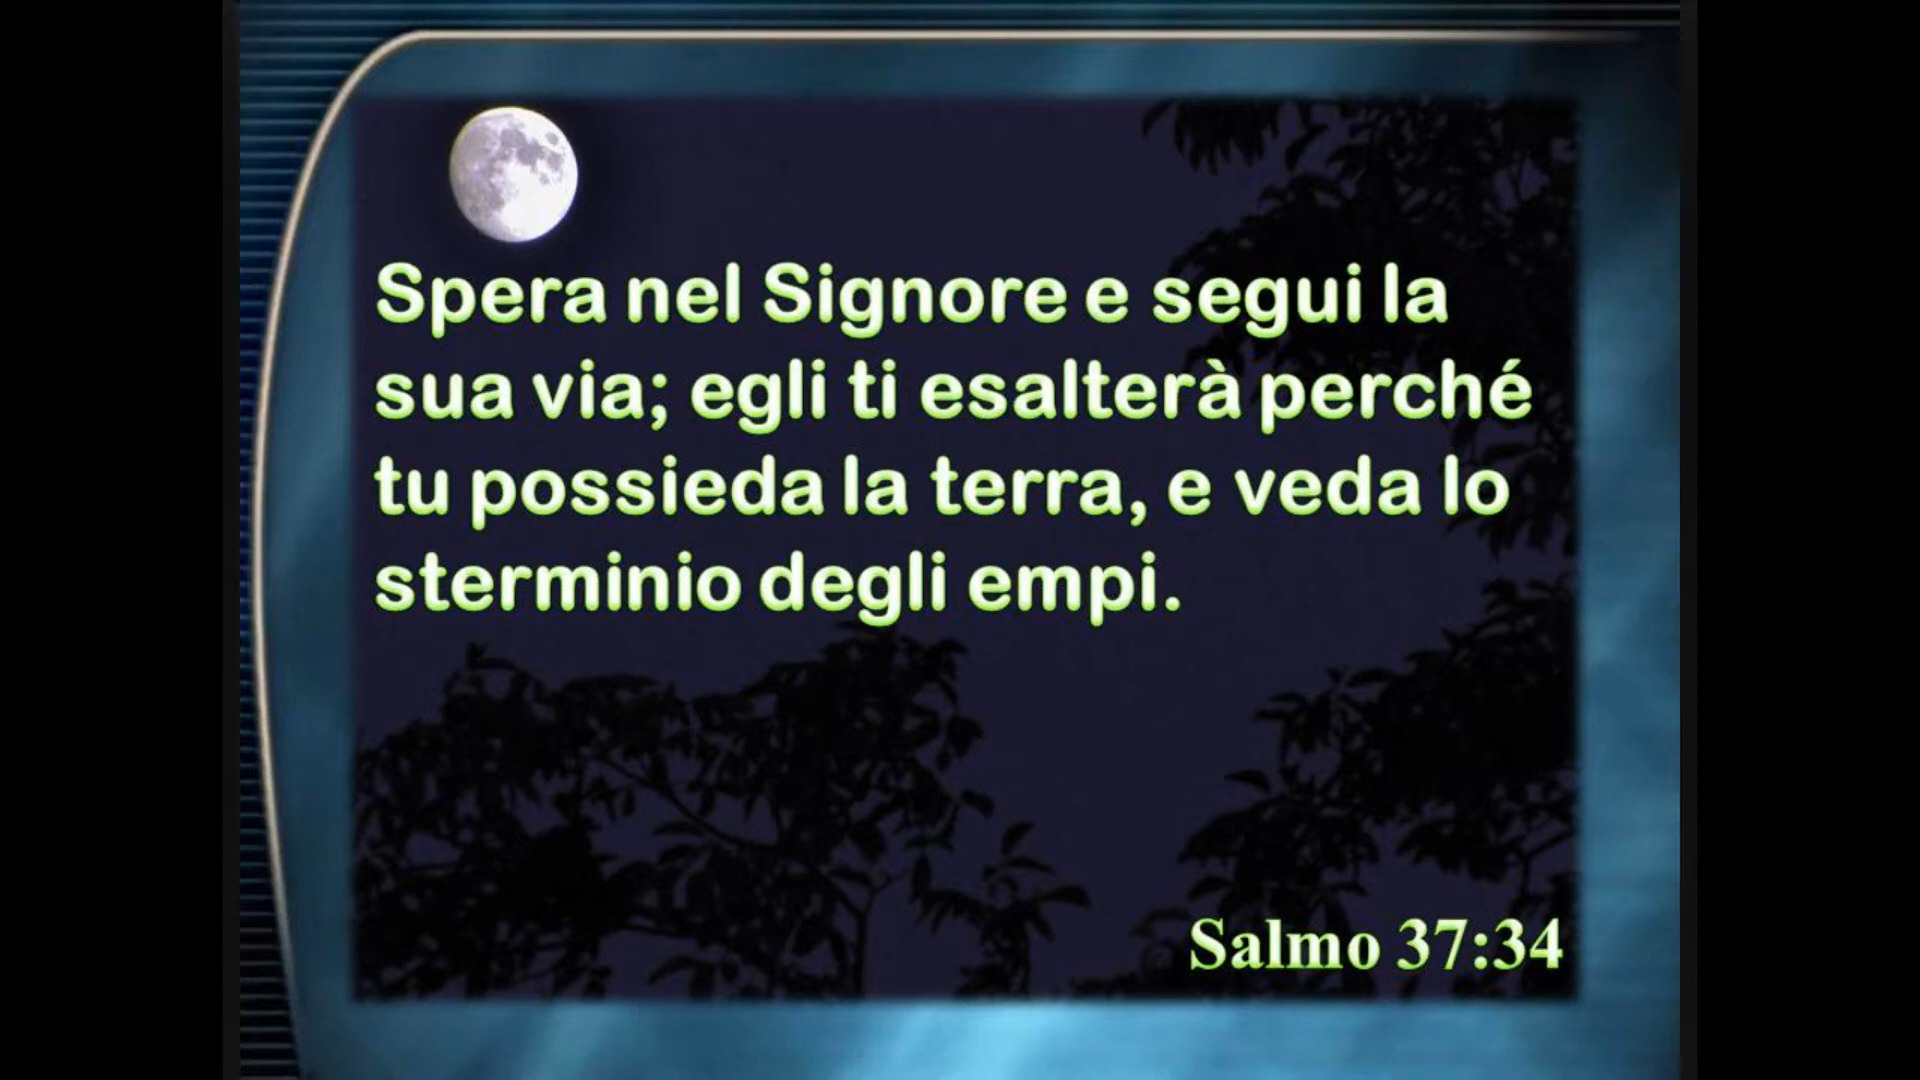 Spera nel Signore e segui la
sua via; egli ti esalterà perché
tu possieda la terra, e veda lo
sterminio degli empi.
Salmo 37:34